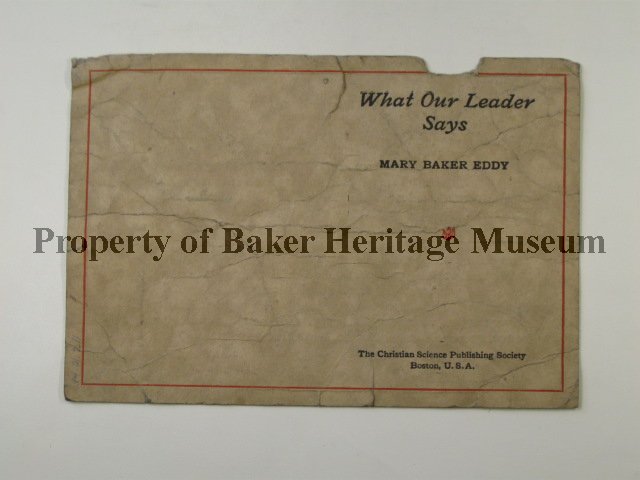 What Our Leader
Says
MARY BAKER EDDY
Property of Baker Heritage Museum
The Christian Science Publishing Society
Boston, U.S.A.